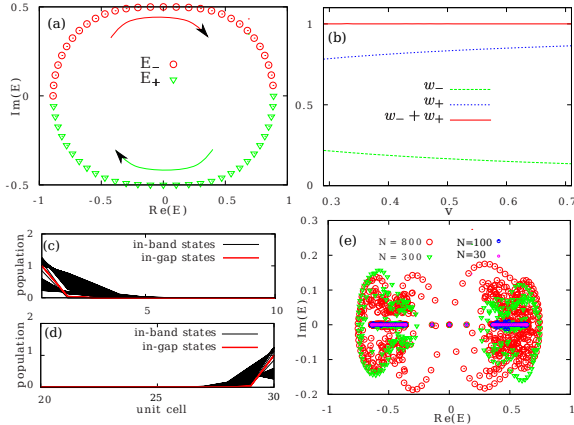 (a)
0.5
0
-0.5
Im(E)
E₋
E₊
-1
0
1
Re(E)
(b)
1
0.5
0
w₋
w₊
w₋ + w₊
0.3
0.4
0.5
0.6
0.7
v
(c)
2
1
0
population
in-band states
in-gap states
5
10
(d)
2
1
0
population
in-band states
in-gap states
20
25
30
unit cell
(e)
0.3
0.2
0.1
0
-0.1
-0.2
Im(E)
N = 800
N = 300
N=100
N=30
-1
-0.5
0
0.5
1
Re(E)